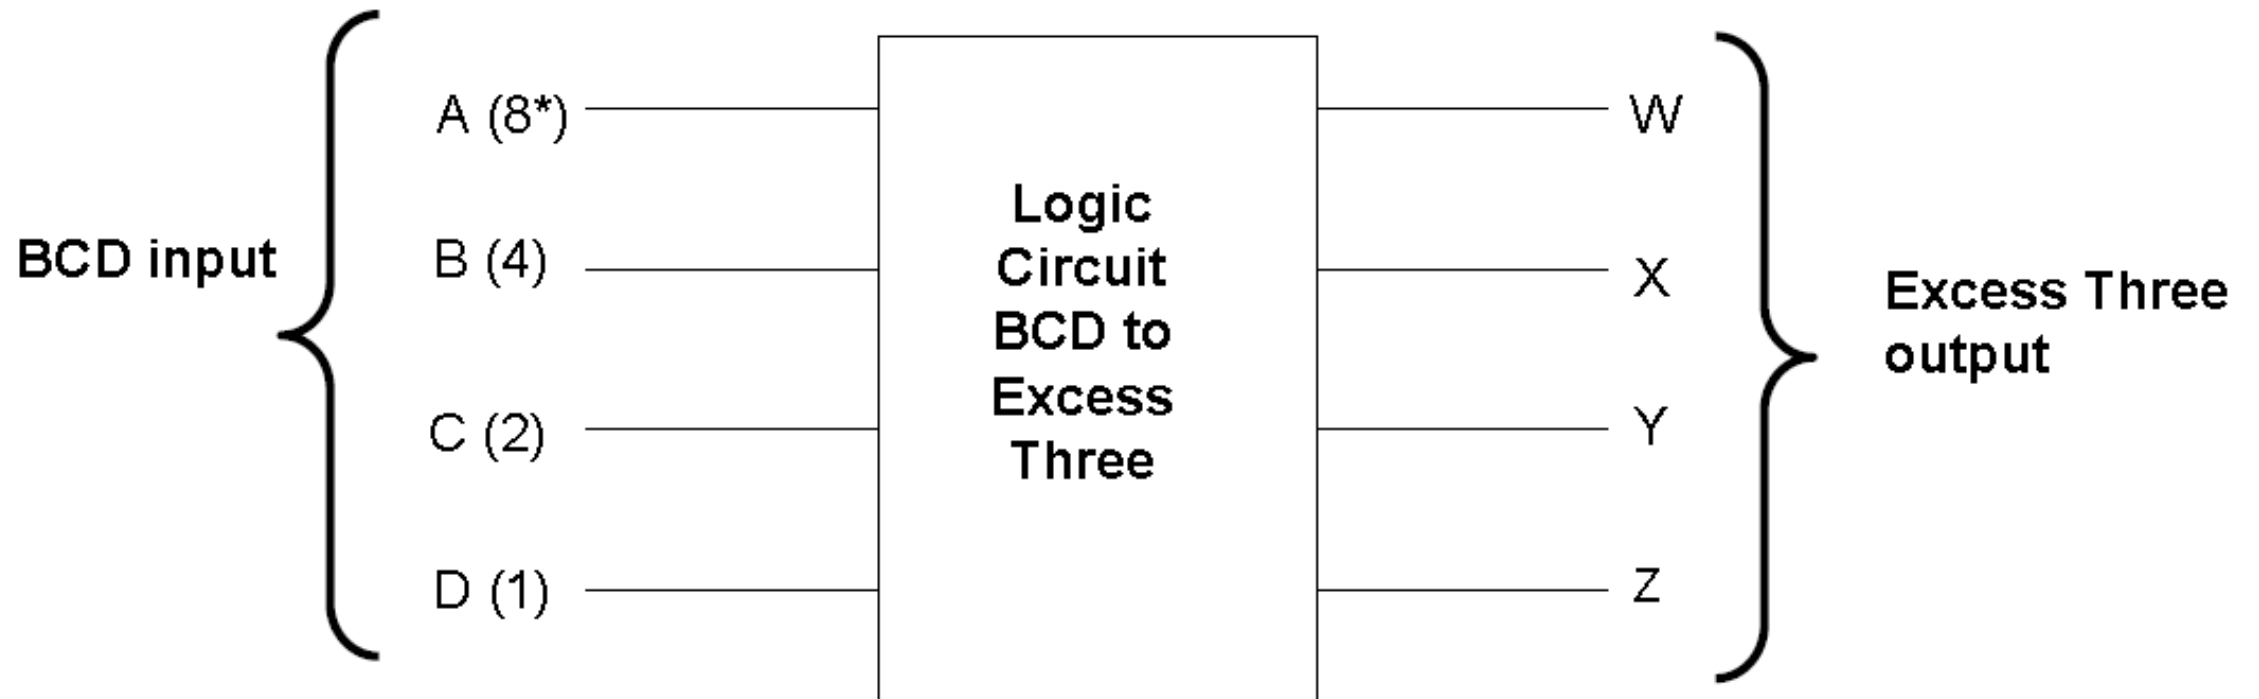 BCD input
A (8*)
B (4)
C (2)
D (1)
Logic
Circuit
BCD to
Excess
Three
W
X
Y
Z
Excess Three
output